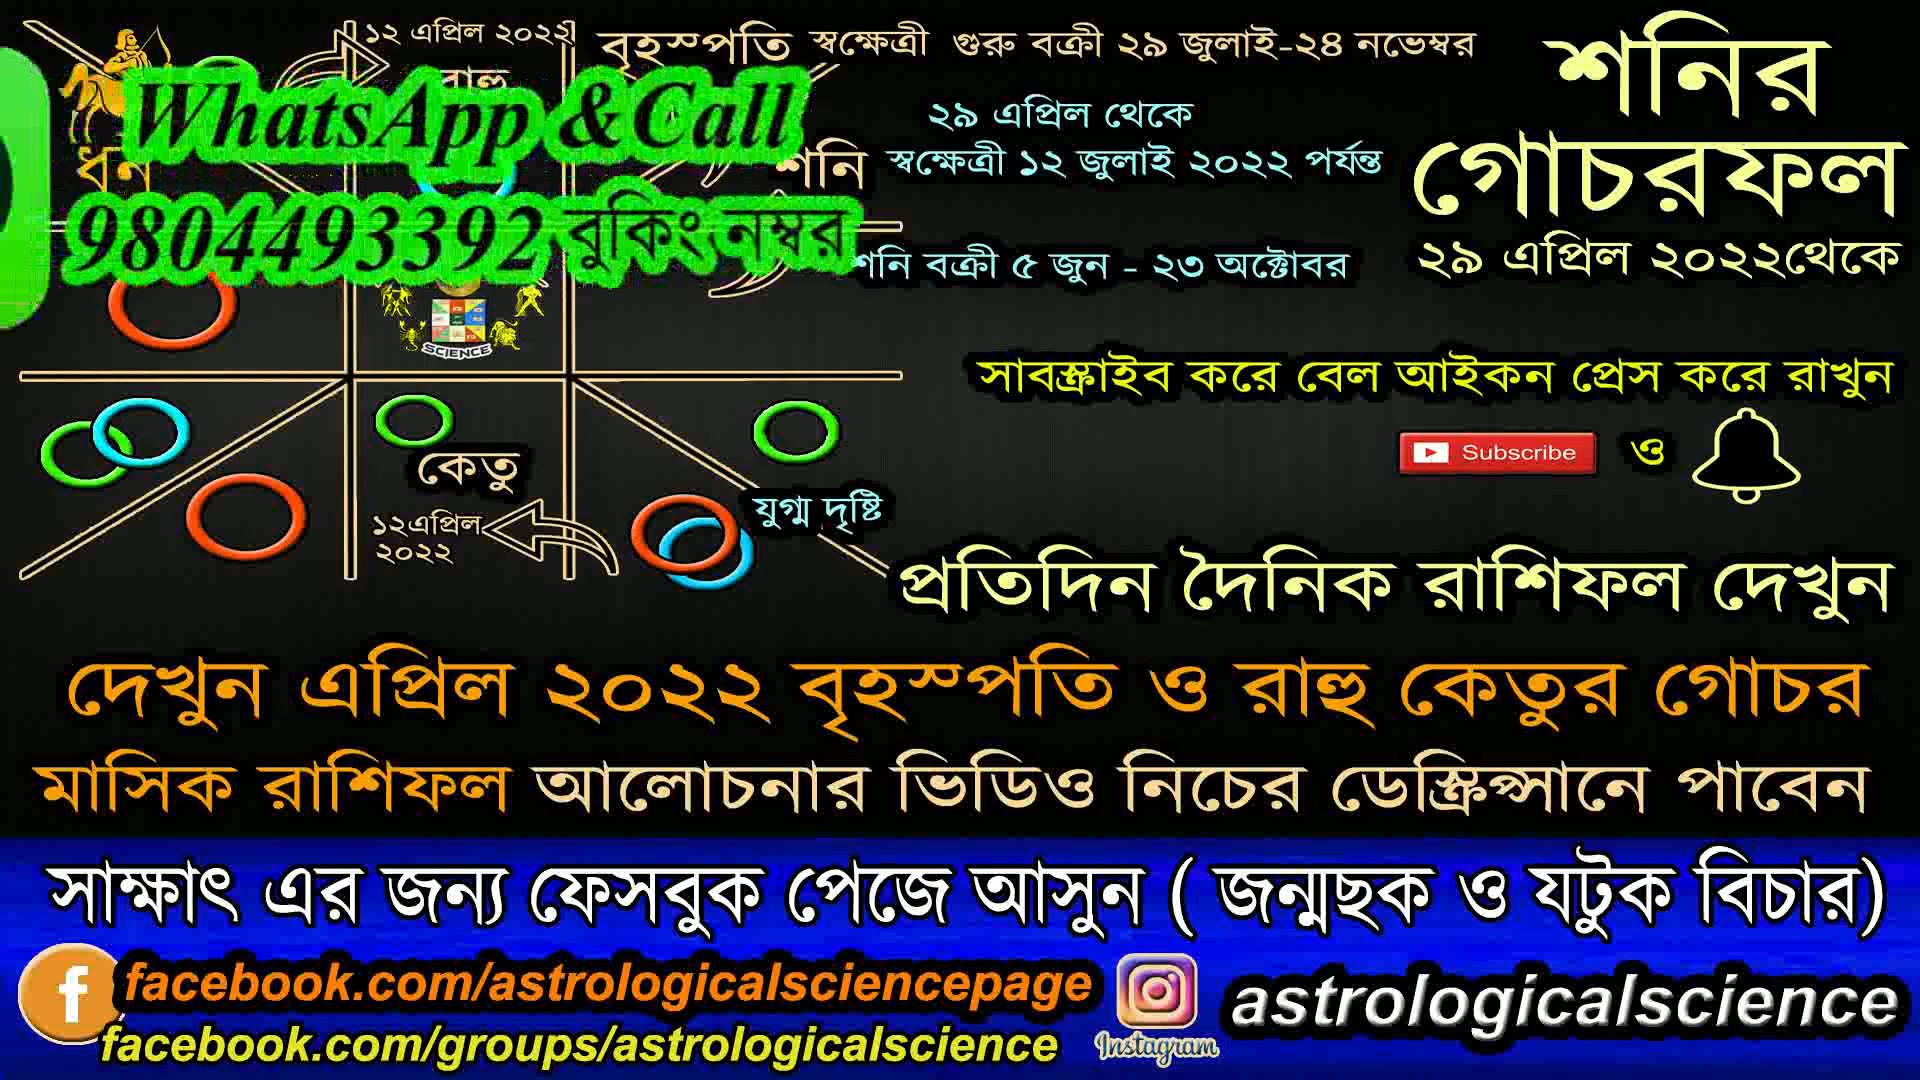 ১২ এপ্রিল ২০২২
বৃহস্পতি স্বক্ষেত্রী গুরু বক্রী ২৯ জুলাই-২৪ নভেম্বর
শনির
গোচরফল
২৯ এপ্রিল ২০২২থেকে
WhatsApp & Call
9804493392 বুকিং নম্বর
রাহু
ধনু
২৯ এপ্রিল থেকে
শনি স্বক্ষেত্রী ১২ জুলাই ২০২২ পর্যন্ত
শনি বক্রী ৫ জুন - ২৩ অক্টোবর
SCIENCE
সাবস্ক্রাইব করে বেল আইকন প্রেস করে রাখুন
Subscribe ও
কেতু
১২এপ্রিল
২০২২
যুগ্ম দৃষ্টি
প্রতিদিন দৈনিক রাশিফল দেখুন
দেখুন এপ্রিল ২০২২ বৃহস্পতি ও রাহু কেতুর গোচর
মাসিক রাশিফল আলোচনার ভিডিও নিচের ডেস্ক্রিপ্সানে পাবেন
সাক্ষাৎ এর জন্য ফেসবুক পেজে আসুন ( জন্মছক ও যটুক বিচার)
facebook.com/astrologicalsciencepage
facebook.com/groups/astrologicalscience
Instagram
astrologicalscience